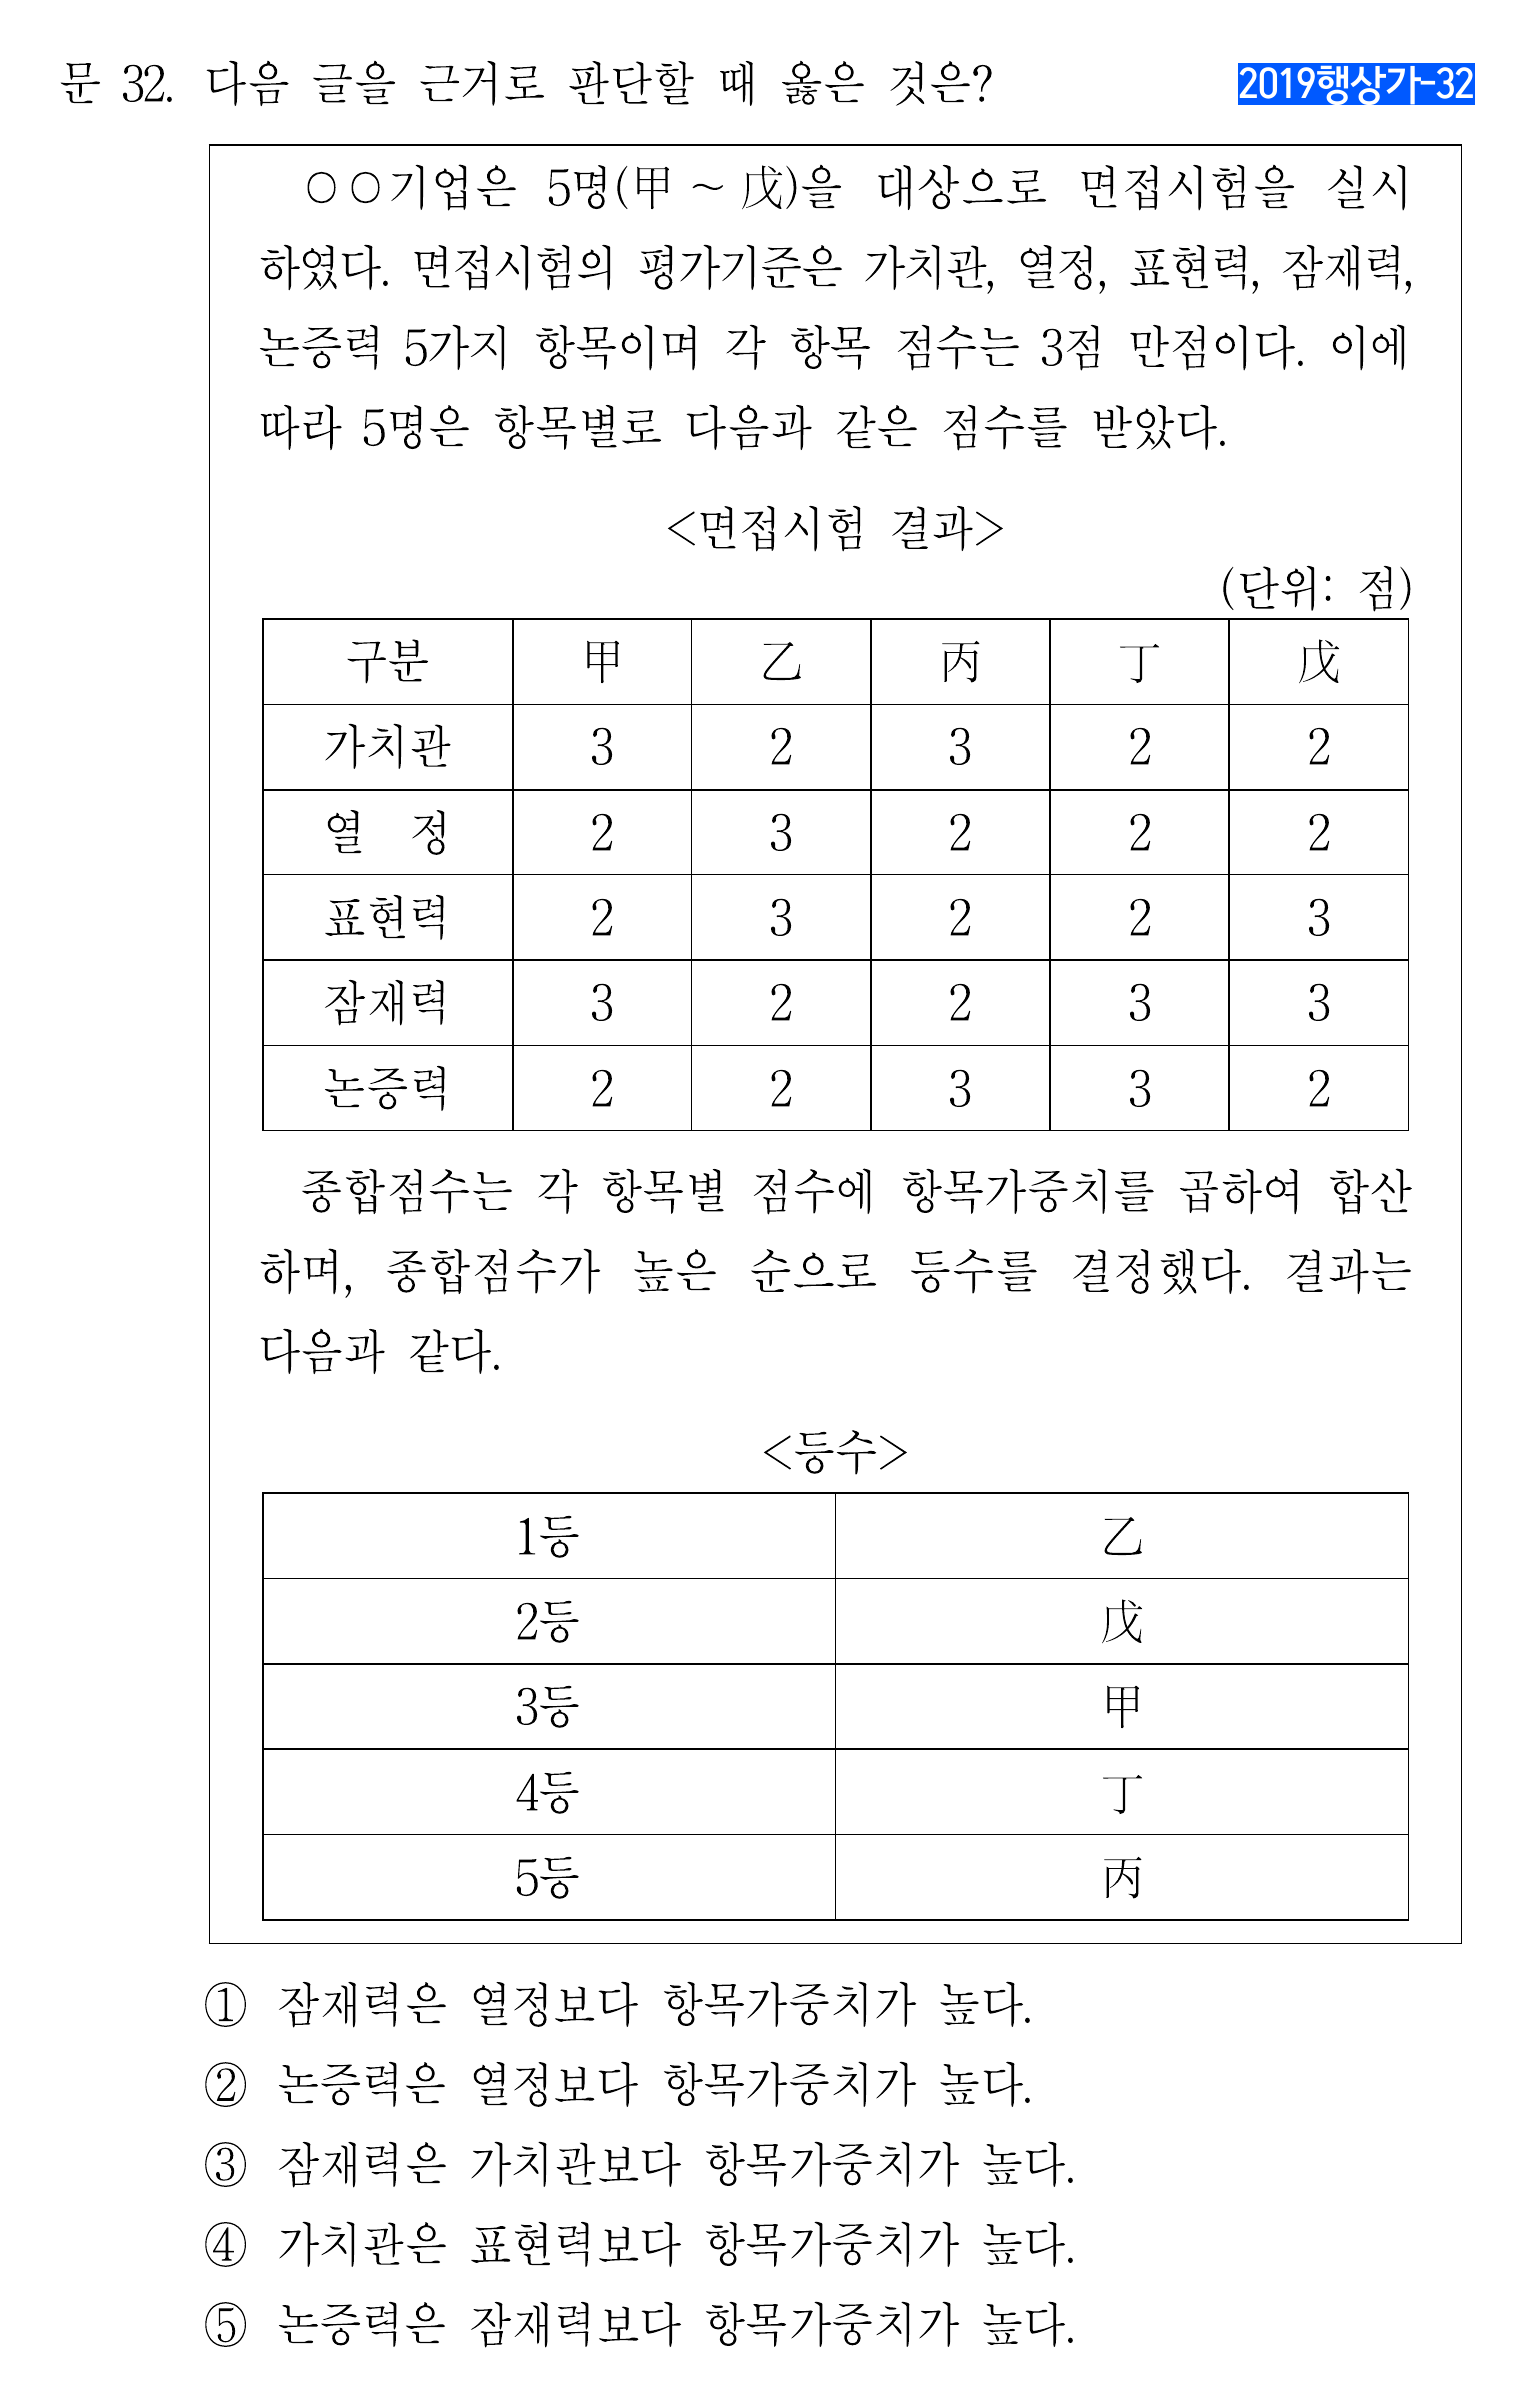 문 32. 다음 글을 근거로 판단할 때 옳은 것은?
2019행상가-32
○○기업은 5명(甲 ~ 戊)을 대상으로 면접시험을 실시
하였다. 면접시험의 평가기준은 가치관, 열정, 표현력, 잠재력,
논증력 5가지 항목이며 각 항목 점수는 3점 만점이다. 이에
따라 5명은 항목별로 다음과 같은 점수를 받았다.
<면접시험 결과>
(단위: 점)
구분 甲 乙 丙 丁 戊
가치관 3 2 3 2 2
열 정 2 3 2 2 2
표현력 2 3 2 2 3
잠재력 3 2 2 3 3
논증력 2 2 3 3 2
종합점수는 각 항목별 점수에 항목가중치를 곱하여 합산
하며, 종합점수가 높은 순으로 등수를 결정했다. 결과는
다음과 같다.
<등수>
1등 乙
2등 戊
3등 甲
4등 丁
5등 丙
① 잠재력은 열정보다 항목가중치가 높다.
② 논증력은 열정보다 항목가중치가 높다.
③ 잠재력은 가치관보다 항목가중치가 높다.
④ 가치관은 표현력보다 항목가중치가 높다.
⑤ 논증력은 잠재력보다 항목가중치가 높다.